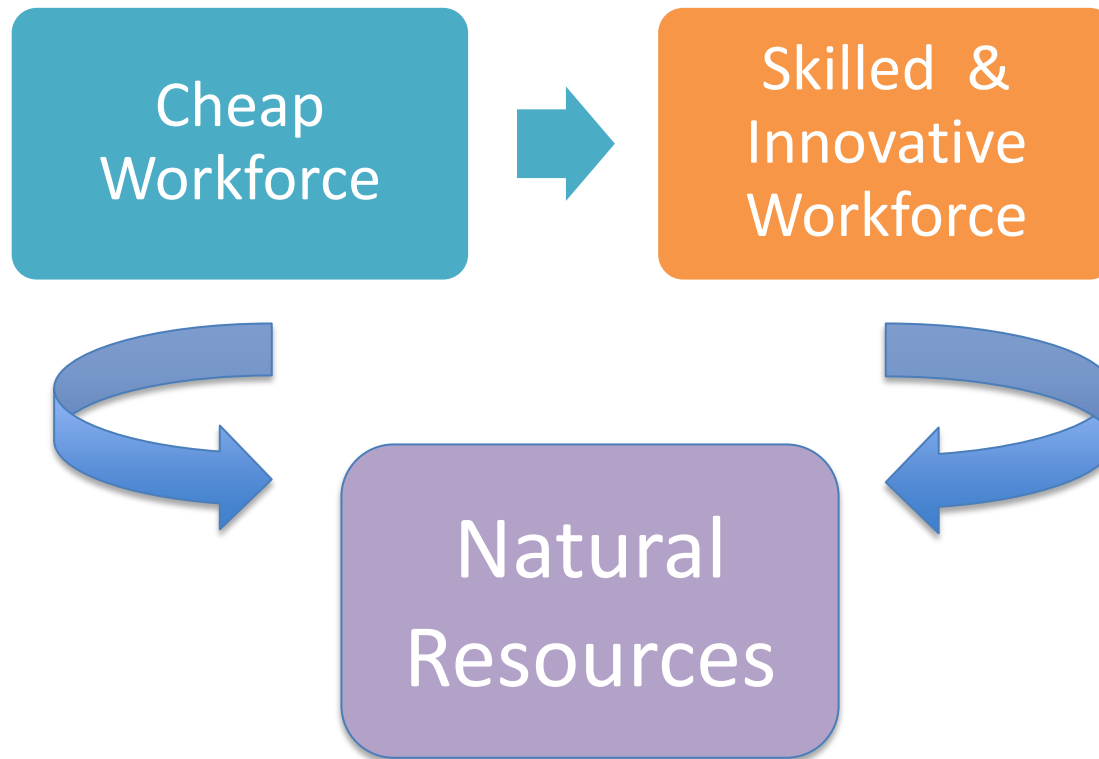 Cheap
Workforce
Skilled &
Innovative
Workforce
Natural
Resources